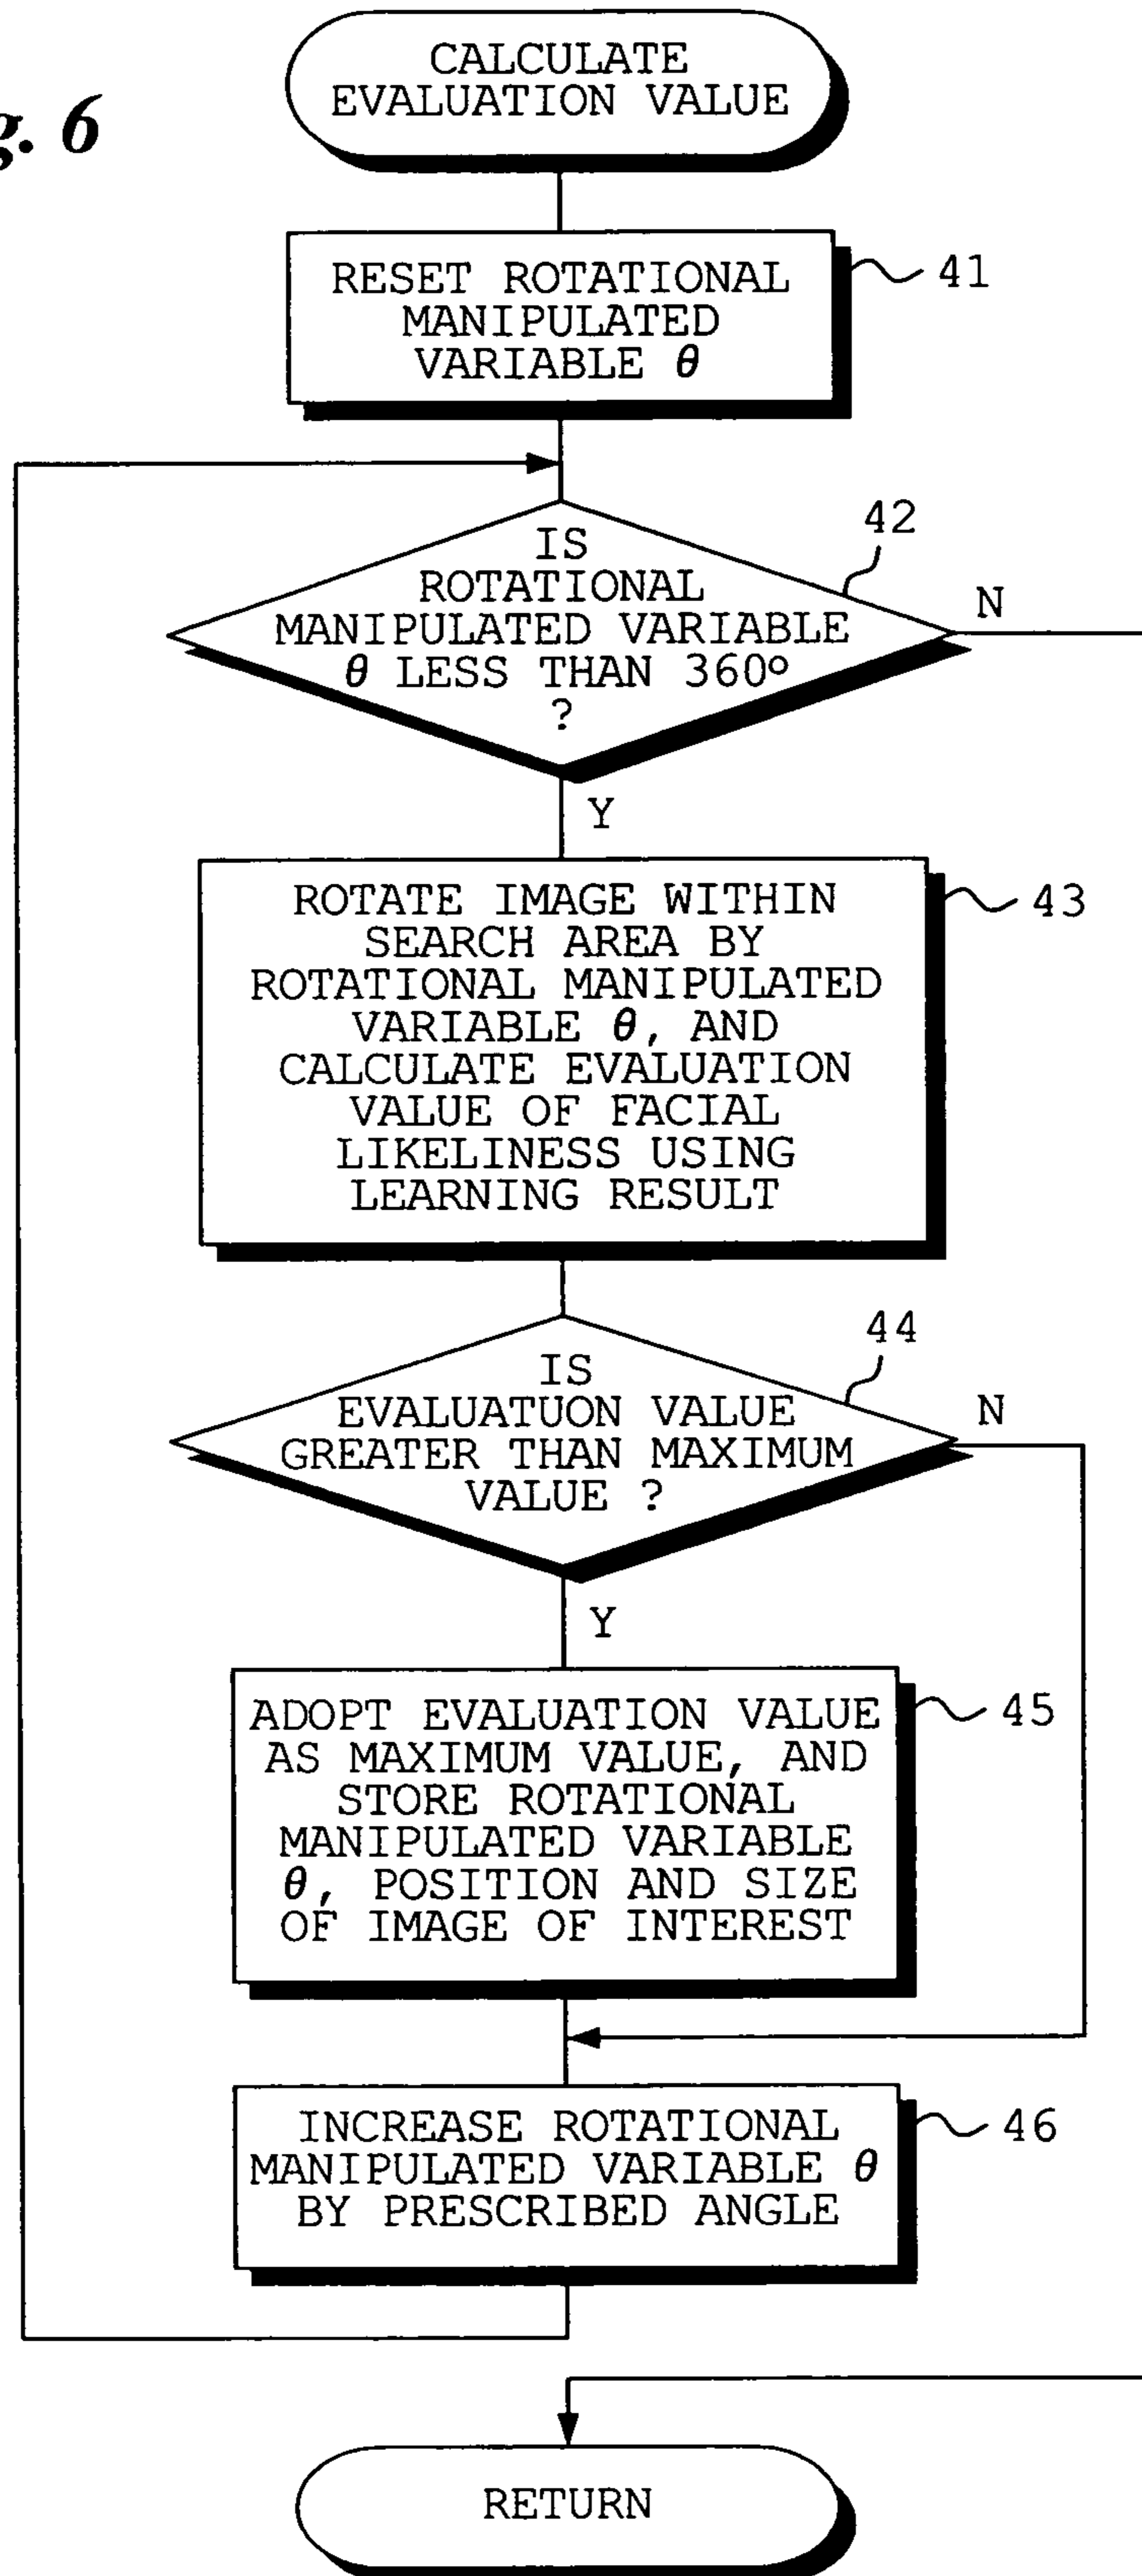 g. 6
CALCULATE
EVALUATION VALUE
RESET ROTATIONAL
MANIPULATED
VARIABLE θ
41
IS
ROTATIONAL
MANIPULATED VARIABLE
θ LESS THAN 360°
?
42
N
Y
ROTATE IMAGE WITHIN
SEARCH AREA BY
ROTATIONAL MANIPULATED
VARIABLE θ, AND
CALCULATE EVALUATION
VALUE OF FACIAL
LIKELINESS USING
LEARNING RESULT
43
IS
EVALUATUON VALUE
GREATER THAN MAXIMUM
VALUE ?
44
N
Y
ADOPT EVALUATION VALUE
AS MAXIMUM VALUE, AND
STORE ROTATIONAL
MANIPULATED VARIABLE
θ, POSITION AND SIZE
OF IMAGE OF INTEREST
45
INCREASE ROTATIONAL
MANIPULATED VARIABLE θ
BY PRESCRIBED ANGLE
46
RETURN